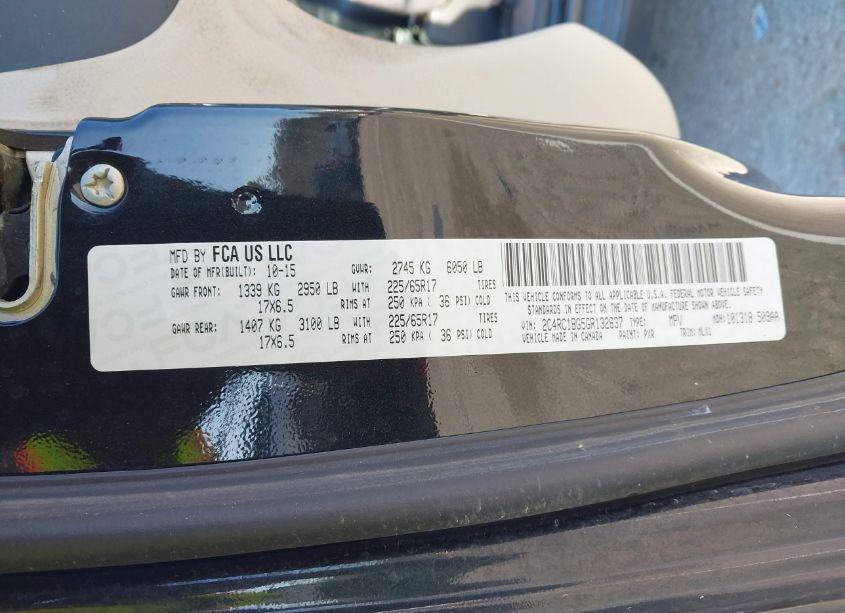 MFD BY FCA US LLC
DATE OF MFR(BUILT): 10-15 GVWR: 2745 KG 6050 LB
GAWR FRONT: 1339 KG 2950 LB WITH 225/65R17 TIRES
17X6.5 RIMS AT 250 KPA ( 36 PSI) COLD
GAWR REAR: 1407 KG 3100 LB WITH 225/65R17 TIRES
17X6.5 RIMS AT 250 KPA ( 36 PSI) COLD
THIS VEHICLE CONFORMS TO ALL APPLICABLE U.S.A. FEDERAL MOTOR VEHICLE SAFETY
STANDARDS IN EFFECT ON THE DATE OF MANUFACTURE SHOWN ABOVE.
VIN: 2C4RC1BG5GR132637 TYPE: MPV MDH:101318 509AA
VEHICLE MADE IN CANADA PAINT: PXR TRIM: MLX1